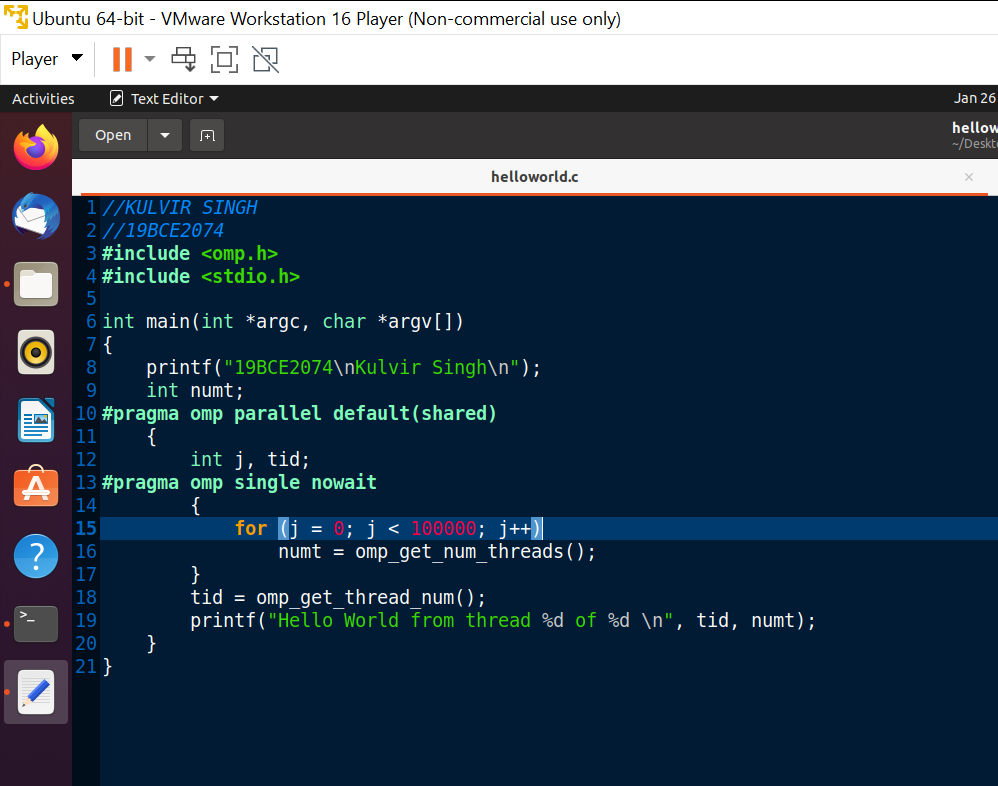 Ubuntu 64-bit - VMware Workstation 16 Player (Non-commercial use only)
Player
Activities Text Editor Jan 26
Open hellow
~/Deskt
helloworld.c ×
1 //KULVIR SINGH
2 //19BCE2074
3 #include <omp.h>
4 #include <stdio.h>
5
6 int main(int *argc, char *argv[])
7 {
8     printf("19BCE2074\nKulvir Singh\n");
9     int numt;
10 #pragma omp parallel default(shared)
11     {
12         int j, tid;
13 #pragma omp single nowait
14         {
15             for (j = 0; j < 100000; j++)
16                 numt = omp_get_num_threads();
17         }
18         tid = omp_get_thread_num();
19         printf("Hello World from thread %d of %d \n", tid, numt);
20     }
21 }